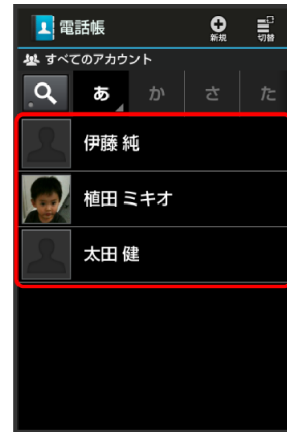 電話帳
新規
切替
すべてのアカウント
あ か さ た
伊藤 純
植田 ミキオ
太田 健